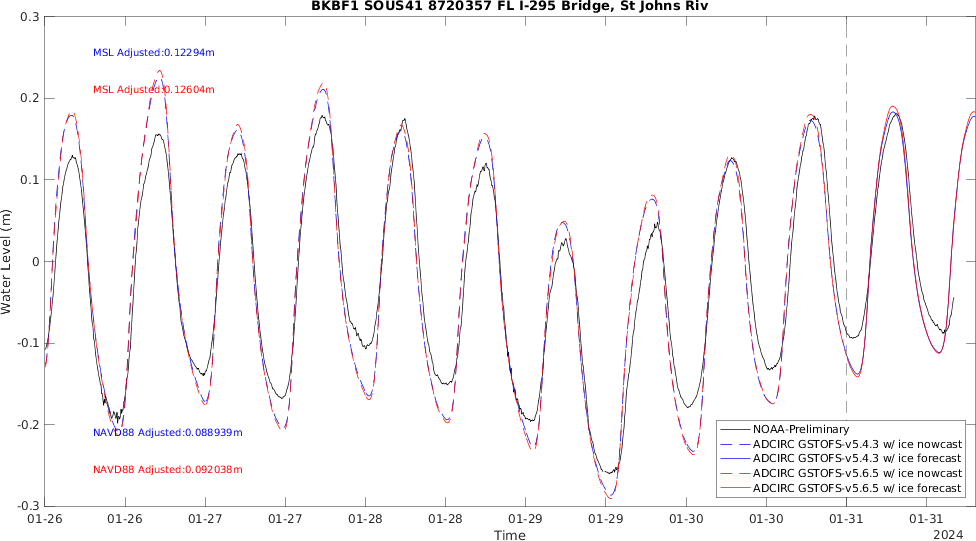 BKBF1 SOUS41 8720357 FL I-295 Bridge, St Johns Riv
0.3
0.2
0.1
0
-0.1
-0.2
-0.3
Water Level (m)
MSL Adjusted:0.12294m
MSL Adjusted:0.12604m
NAVD88 Adjusted:0.088939m
NAVD88 Adjusted:0.092038m
NOAA-Preliminary
ADCIRC GSTOFS-v5.4.3 w/ ice nowcast
ADCIRC GSTOFS-v5.4.3 w/ ice forecast
ADCIRC GSTOFS-v5.6.5 w/ ice nowcast
ADCIRC GSTOFS-v5.6.5 w/ ice forecast
01-26 01-26 01-27 01-27 01-28 01-28 01-29 01-29 01-30 01-30 01-31 01-31
2024
Time